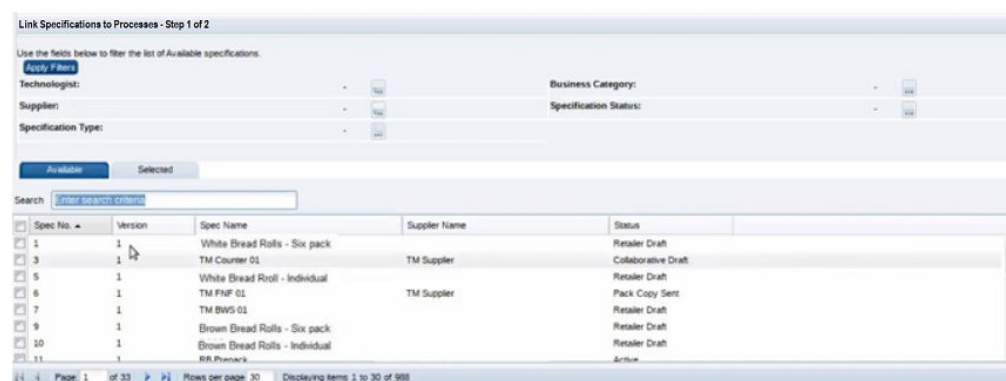 Link Specifications to Processes - Step 1 of 2
Use the fields below to filter the list of Available specifications.
Apply Filters
Technologist: - ... Business Category: - ...
Supplier: - ... Specification Status: - ...
Specification Type: - ...
Available Selected
Search Enter search criteria
Spec No. Version Spec Name Supplier Name Status
1 1 White Bread Rolls - Six pack Retailer Draft
3 1 TM Counter 01 TM Supplier Collaborative Draft
5 1 White Bread Rroll - Individual Retailer Draft
6 1 TM FNF 01 TM Supplier Pack Copy Sent
7 1 TM BWS 01 Retailer Draft
9 1 Brown Bread Rolls - Six pack Retailer Draft
10 1 Brown Bread Rolls - Individual Retailer Draft
11 1 RB Prepack Active
Page 1 of 33 Rows per page 30 Displaying items 1 to 30 of 988